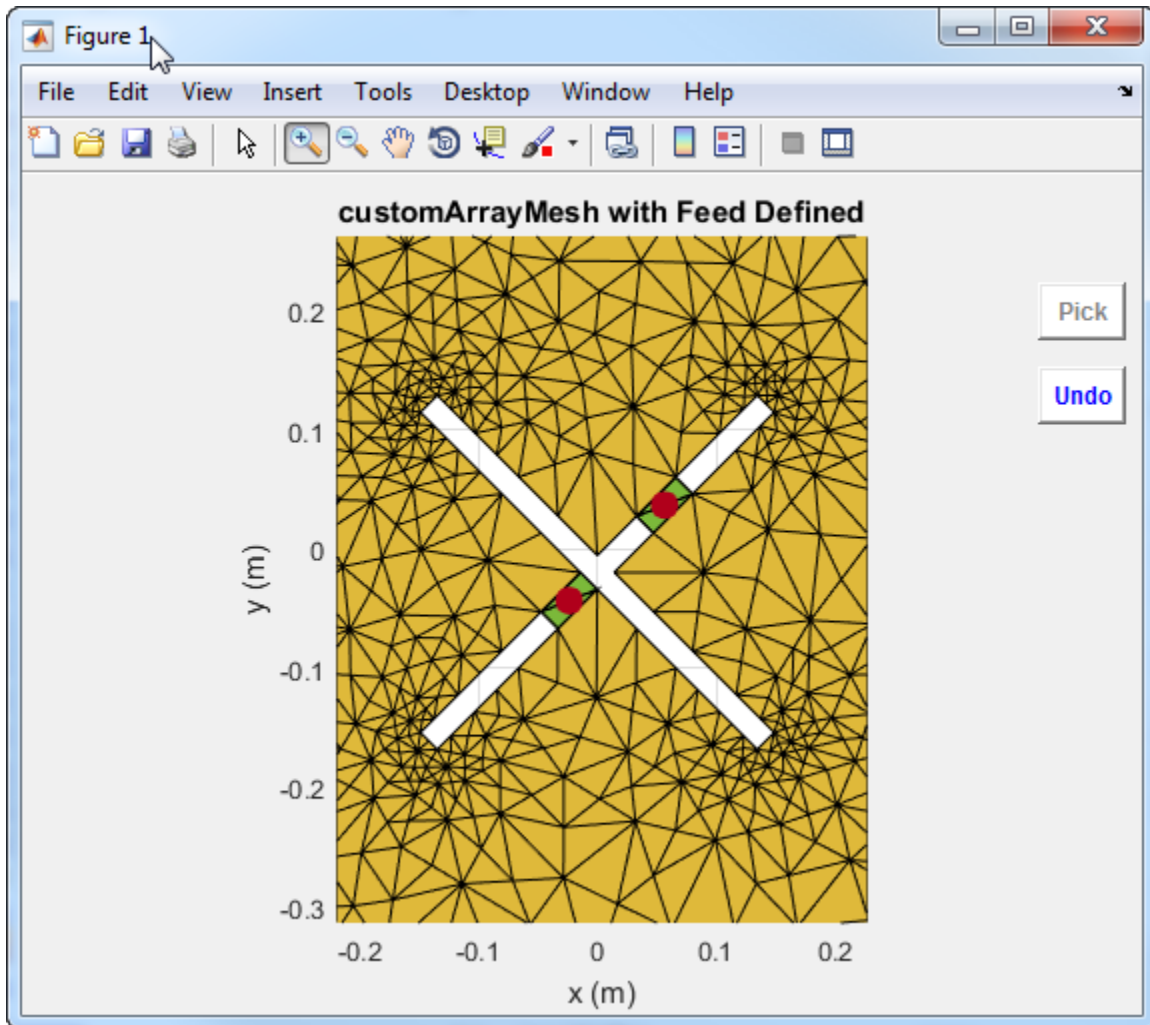 Figure 1
File Edit View Insert Tools Desktop Window Help
customArrayMesh with Feed Defined
0.2
0.1
0
-0.1
-0.2
-0.3
y (m)
-0.2 -0.1 0 0.1 0.2
x (m)
Pick
Undo